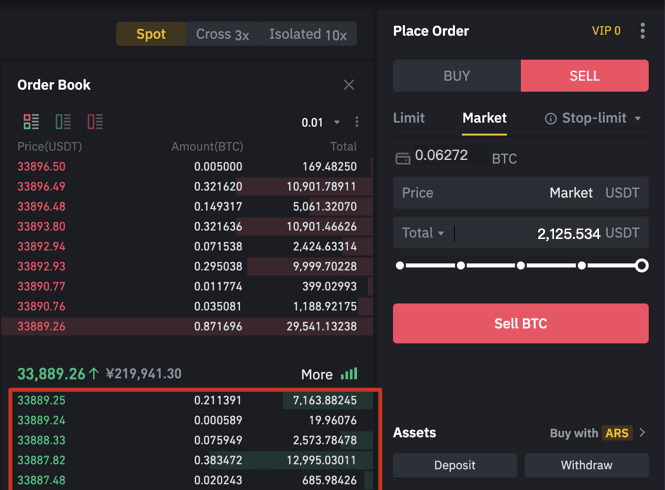 Spot Cross 3x Isolated 10x
Order Book
0.01
Price(USDT) Amount(BTC) Total
33896.50 0.005000 169.48250
33896.49 0.321620 10,901.78911
33896.48 0.149317 5,061.32070
33893.80 0.321636 10,901.46626
33892.94 0.071538 2,424.63314
33892.93 0.295038 9,999.70228
33890.77 0.011774 399.02993
33890.76 0.035081 1,188.92175
33889.26 0.871696 29,541.13238
33,889.26↑ ¥219,941.30 More
33889.25 0.211391 7,163.88245
33889.24 0.000589 19.96076
33888.33 0.075949 2,573.78478
33887.82 0.383472 12,995.03011
33887.48 0.020243 685.98426
Place Order VIP 0
BUY SELL
Limit Market Stop-limit
0.06272 BTC
Price Market USDT
Total 2,125.534 USDT
Sell BTC
Assets Buy with ARS
Deposit Withdraw